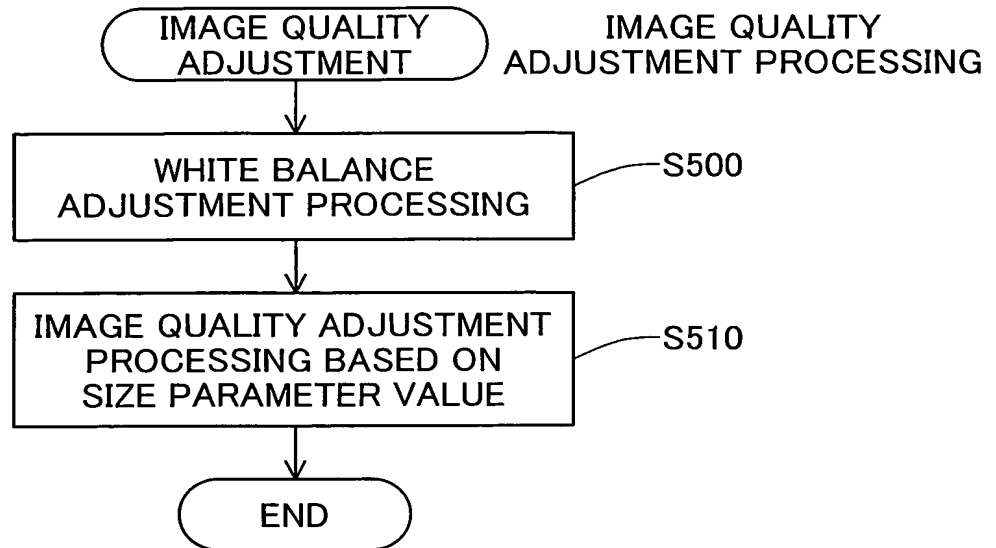 IMAGE QUALITY
ADJUSTMENT
IMAGE QUALITY
ADJUSTMENT PROCESSING
WHITE BALANCE
ADJUSTMENT PROCESSING
S500
IMAGE QUALITY ADJUSTMENT
PROCESSING BASED ON
SIZE PARAMETER VALUE
S510
END